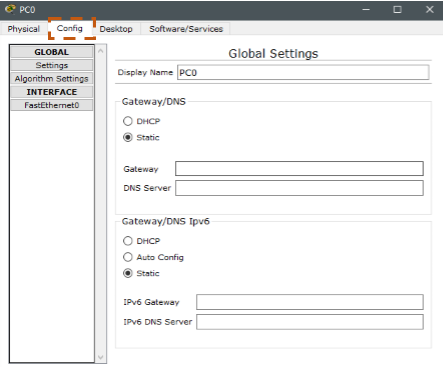 PC0
Physical Config Desktop Software/Services
GLOBAL
Settings
Algorithm Settings
INTERFACE
FastEthernet0
Global Settings
Display Name PC0
Gateway/DNS
DHCP
Static
Gateway
DNS Server
Gateway/DNS Ipv6
DHCP
Auto Config
Static
IPv6 Gateway
IPv6 DNS Server